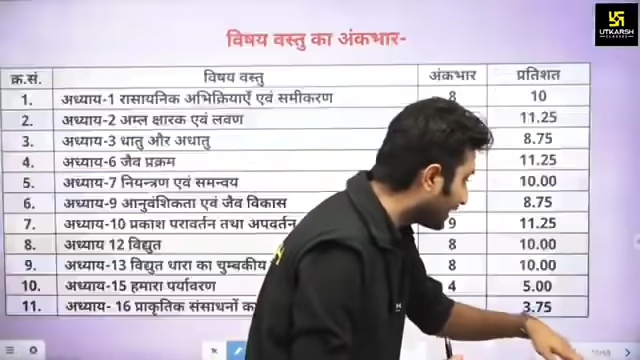 UTKARSH
CLASSES
विषय वस्तु का अंकभार-
क्र.सं. विषय वस्तु अंकभार प्रतिशत
1. अध्याय-1 रासायनिक अभिक्रियाएँ एवं समीकरण 8 10
2. अध्याय-2 अम्ल क्षारक एवं लवण 11.25
3. अध्याय-3 धातु और अधातु 8.75
4. अध्याय-6 जैव प्रक्रम 11.25
5. अध्याय-7 नियन्त्रण एवं समन्वय 10.00
6. अध्याय-9 आनुवंशिकता एवं जैव विकास 8.75
7. अध्याय-10 प्रकाश परावर्तन तथा अपवर्तन 9 11.25
8. अध्याय 12 विद्युत 8 10.00
9. अध्याय-13 विद्युत धारा का चुम्बकीय 8 10.00
10. अध्याय-15 हमारा पर्यावरण 4 5.00
11. अध्याय- 16 प्राकृतिक संसाधनों 3.75